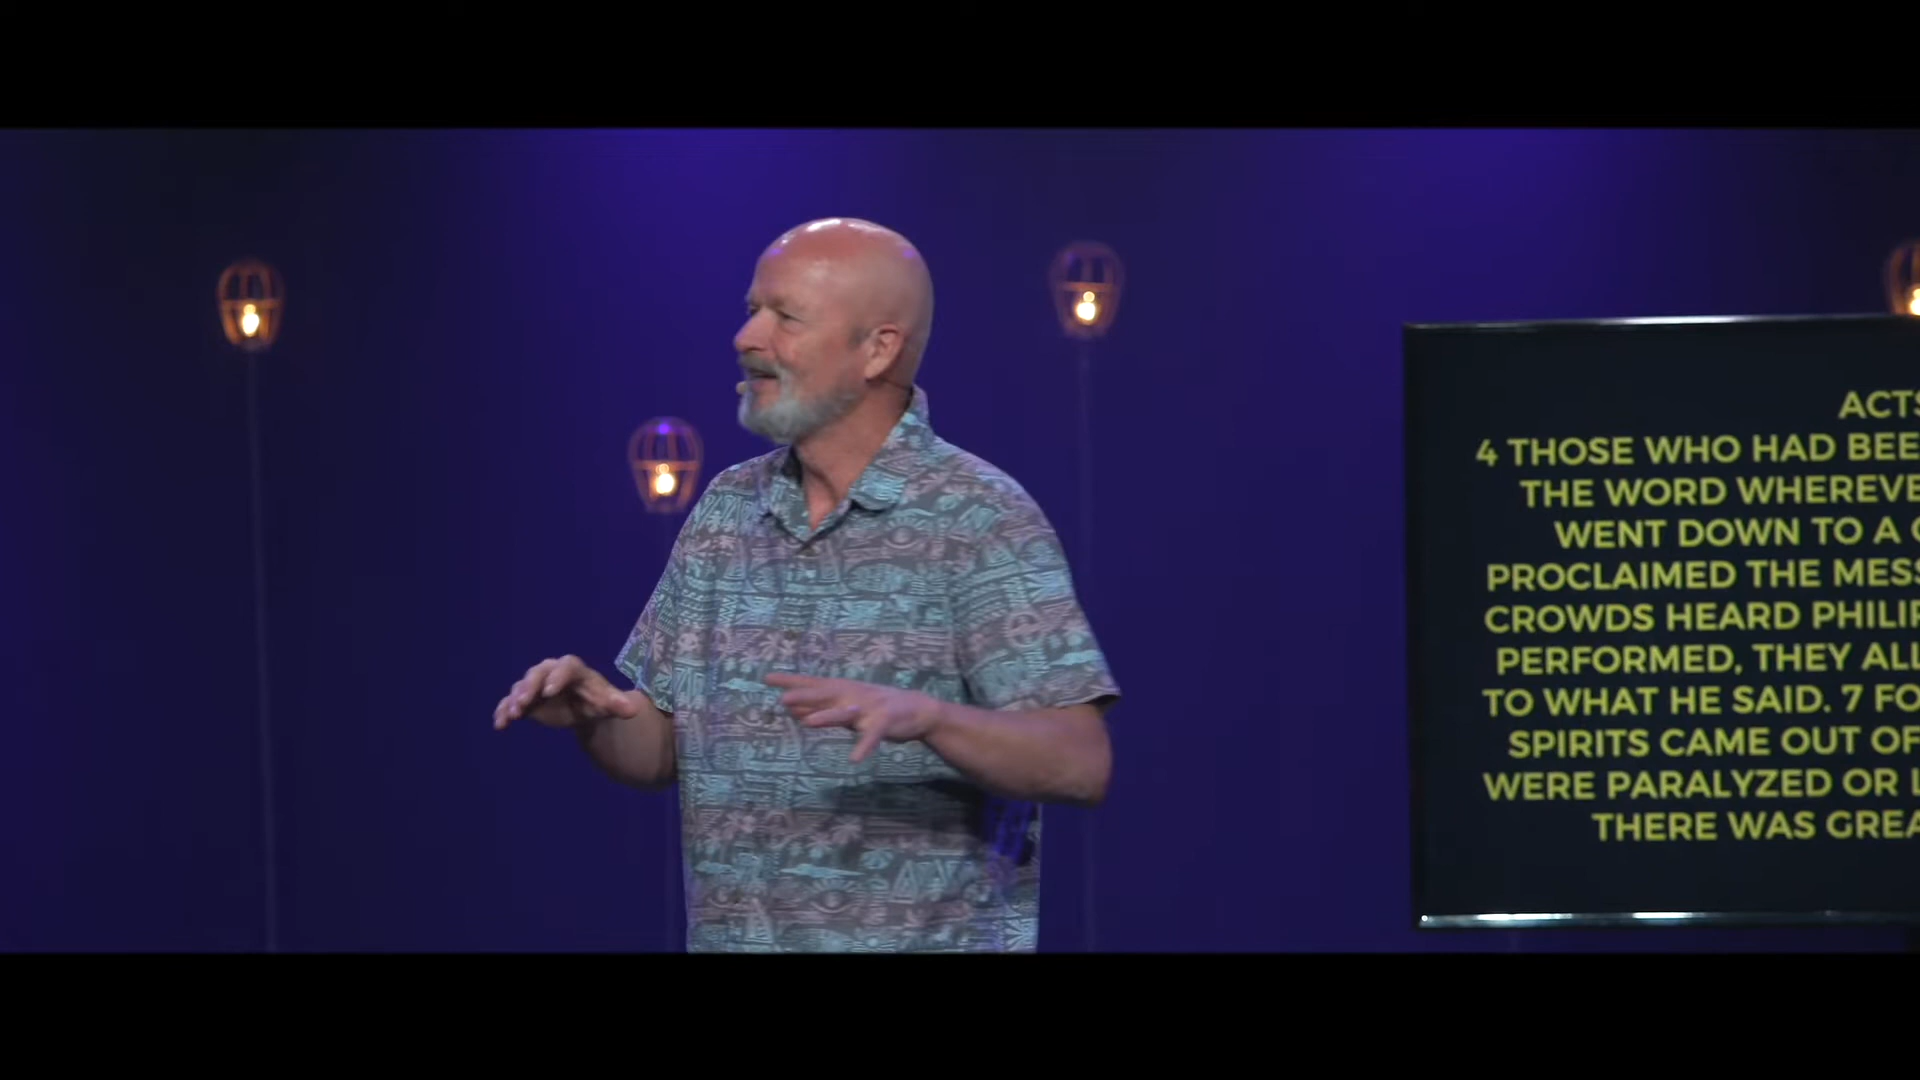 ACTS
4 THOSE WHO HAD BEE
THE WORD WHEREVE
WENT DOWN TO A
PROCLAIMED THE MESS
CROWDS HEARD PHILIP
PERFORMED, THEY ALL
TO WHAT HE SAID. 7 FO
SPIRITS CAME OUT OF
WERE PARALYZED OR L
THERE WAS GREA